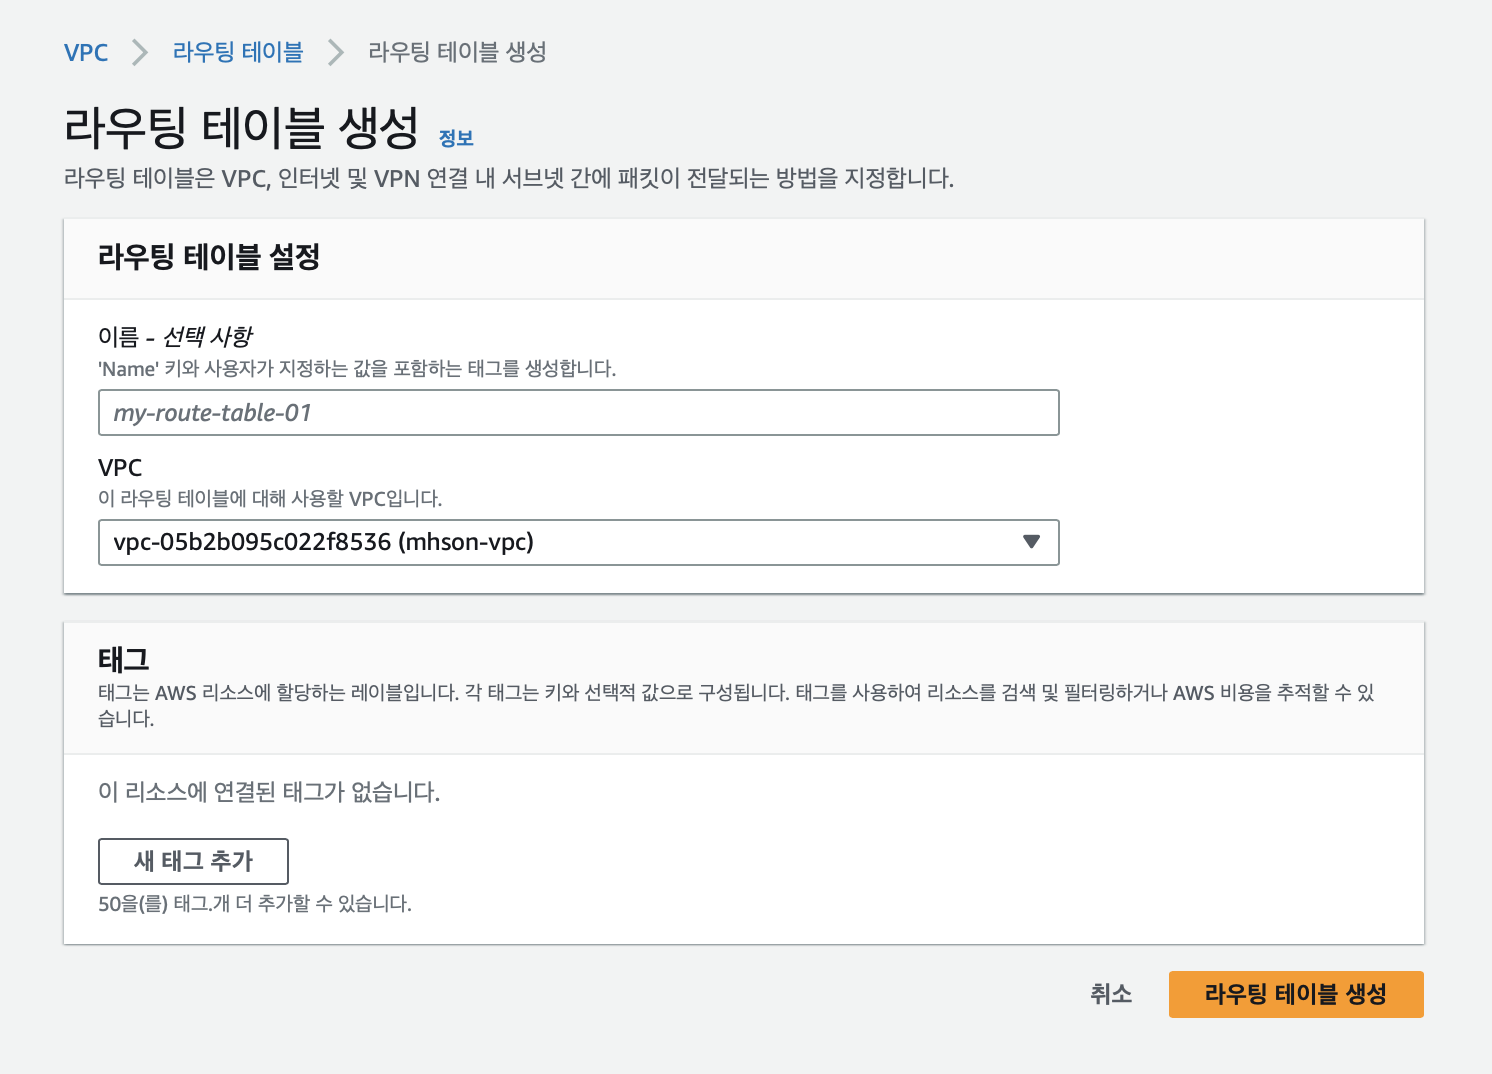 VPC > 라우팅 테이블 > 라우팅 테이블 생성
라우팅 테이블 생성 정보
라우팅 테이블은 VPC, 인터넷 및 VPN 연결 내 서브넷 간에 패킷이 전달되는 방법을 지정합니다.
라우팅 테이블 설정
이름 - 선택 사항
'Name' 키와 사용자가 지정하는 값을 포함하는 태그를 생성합니다.
my-route-table-01
VPC
이 라우팅 테이블에 대해 사용할 VPC입니다.
vpc-05b2b095c022f8536 (mhson-vpc)
태그
태그는 AWS 리소스에 할당하는 레이블입니다. 각 태그는 키와 선택적 값으로 구성됩니다. 태그를 사용하여 리소스를 검색 및 필터링하거나 AWS 비용을 추적할 수 있
습니다.
이 리소스에 연결된 태그가 없습니다.
새 태그 추가
50을(를) 태그.개 더 추가할 수 있습니다.
취소 라우팅 테이블 생성